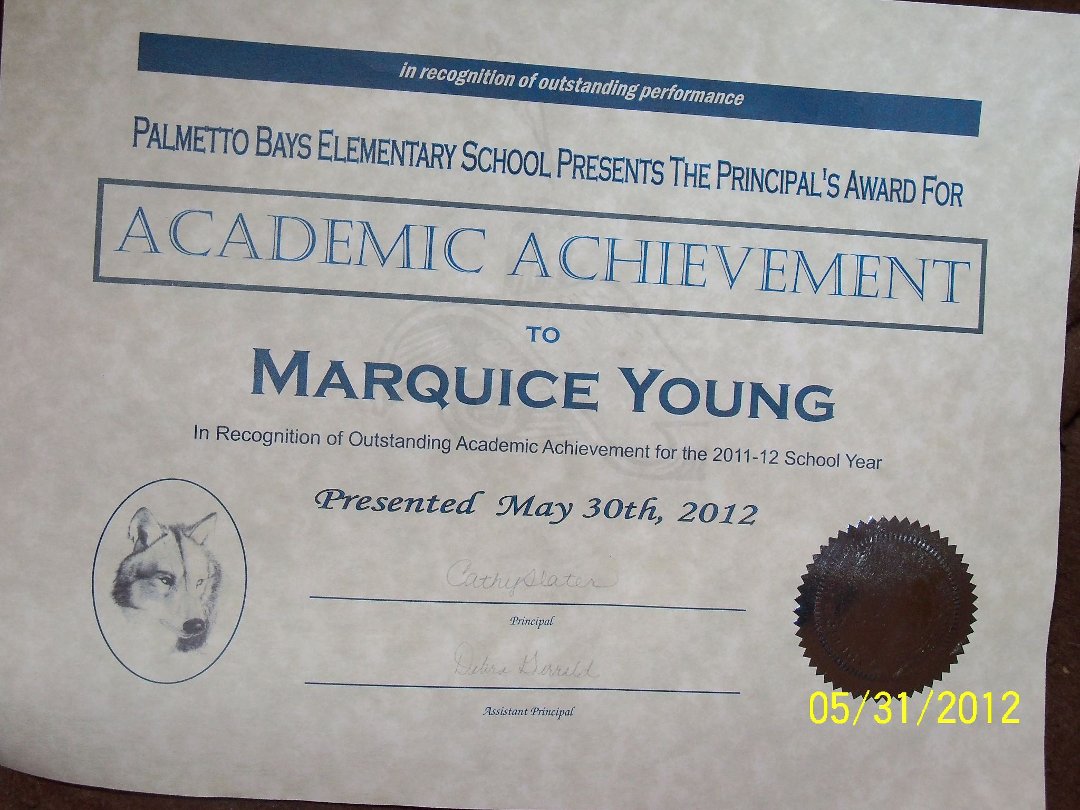 in recognition of outstanding performance
PALMETTO BAYS ELEMENTARY SCHOOL PRESENTS THE PRINCIPAL'S AWARD FOR
ACADEMIC ACHIEVEMENT
TO
MARQUICE YOUNG
In Recognition of Outstanding Academic Achievement for the 2011-12 School Year
Presented May 30th, 2012
Cathy Slater
Principal
Debra Gerrald
Assistant Principal
05/31/2012